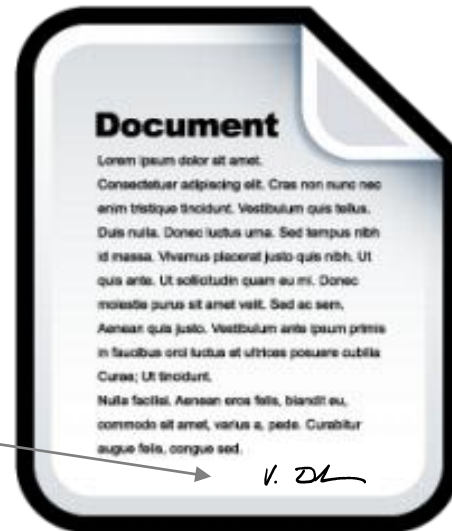 Document
Lorem ipsum dolor sit amet.
Consectetuer adipiscing elit. Cras non nunc nec
enim tristique tincidunt. Vestibulum quis tellus.
Duis nulla. Donec luctus urna. Sed tempus nibh
id massa. Vivamus placerat justo quis nibh. Ut
quis ante. Ut sollicitudin quam eu mi. Donec
molestie purus sit amet velit. Sed ac sem.
Aenean quis justo. Vestibulum ante ipsum primis
in faucibus orci luctus et ultrices posuere cubilia
Curae; Ut tincidunt.
Nulla facilisi. Aenean eros felis, blandit eu,
commodo sit amet, varius a, pede. Curabitur
augue felis, congue sed.
V.